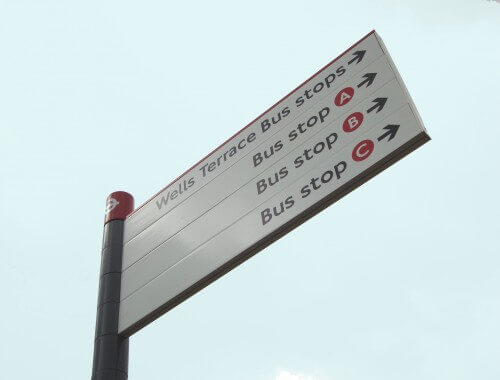 Wells Terrace Bus stops →
Bus stop A →
Bus stop B →
Bus stop C →